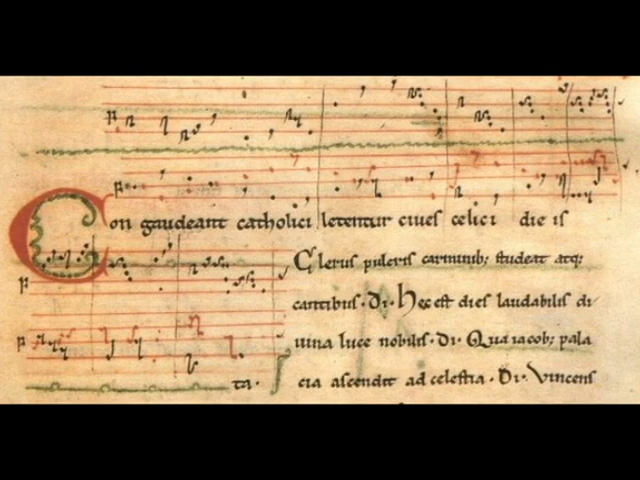 Con gaudeant catholici letentur ciues celici die is
ta.
Clerus pulcris carminib; studeat atq;
cantibus. Di. Hec est dies laudabilis di
uina luce nobilis. Di. Qua iacob; pala
cia ascendit ad celestia. Di. Vincens